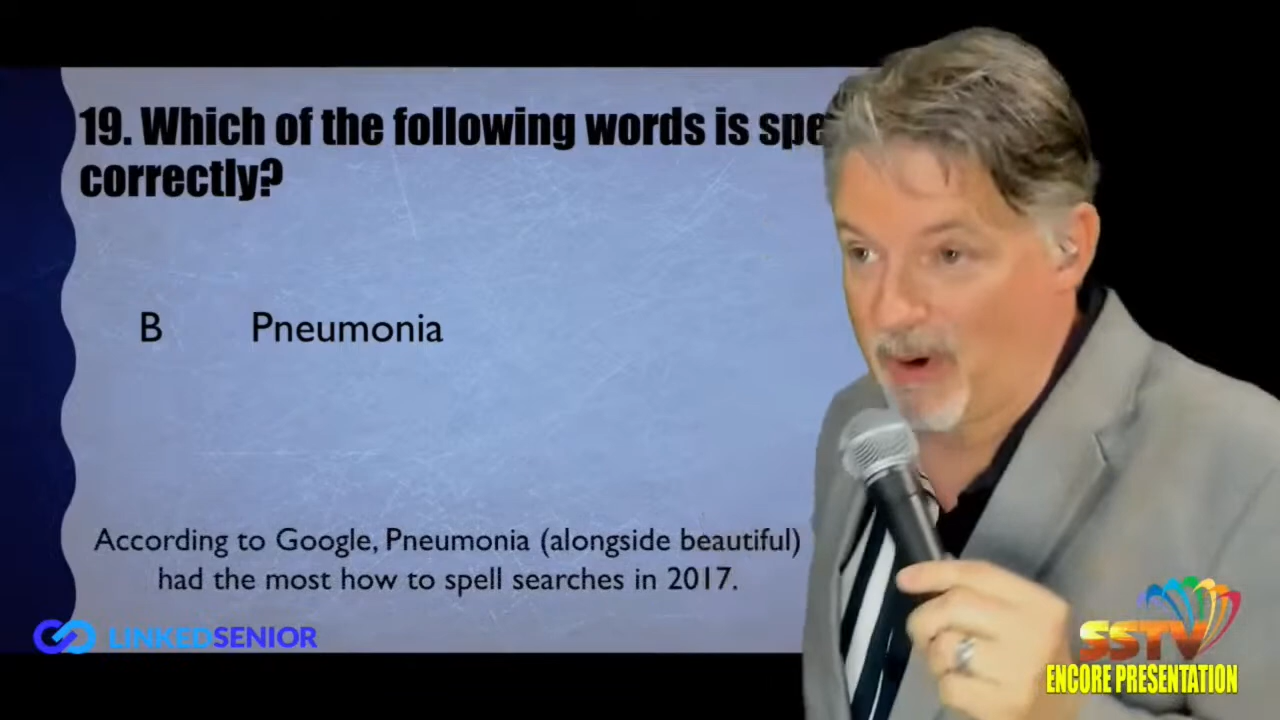 19. Which of the following words is spe
correctly?
B Pneumonia
According to Google, Pneumonia (alongside beautiful)
had the most how to spell searches in 2017.
LINKEDSENIOR
SSTV
ENCORE PRESENTATION